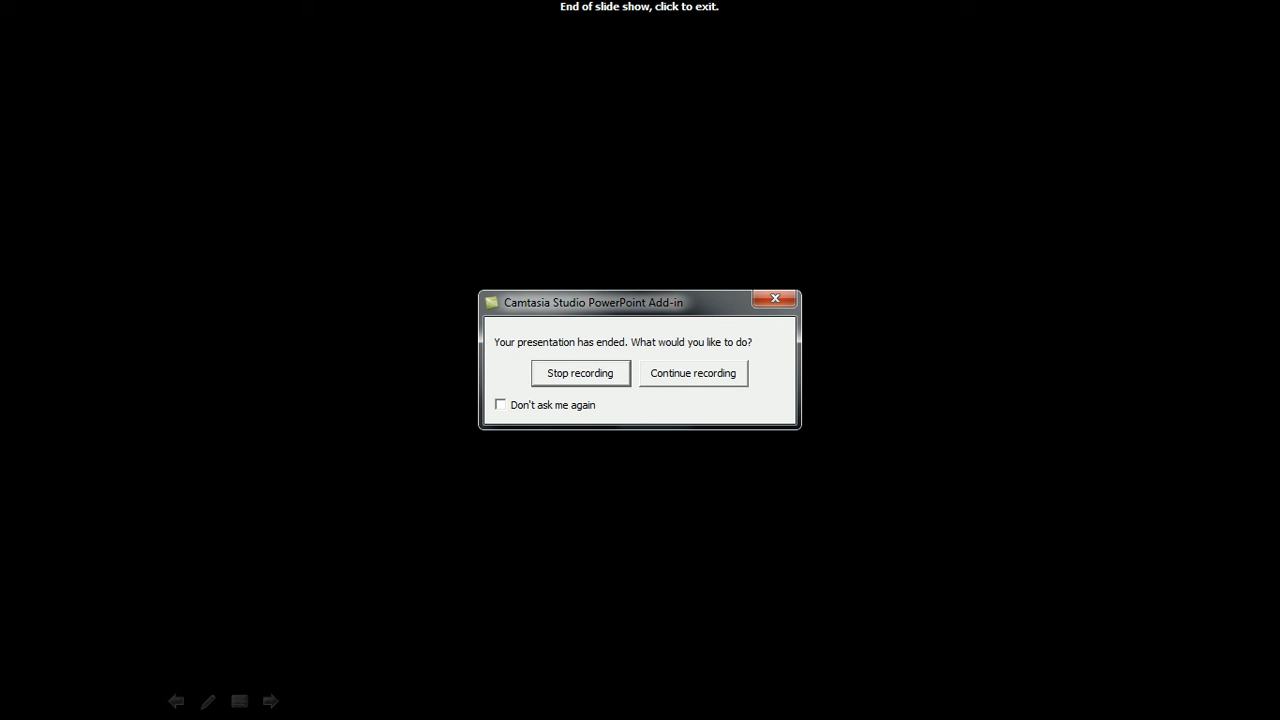 End of slide show, click to exit.
Camtasia Studio PowerPoint Add-in
Your presentation has ended. What would you like to do?
Stop recording
Continue recording
Don't ask me again